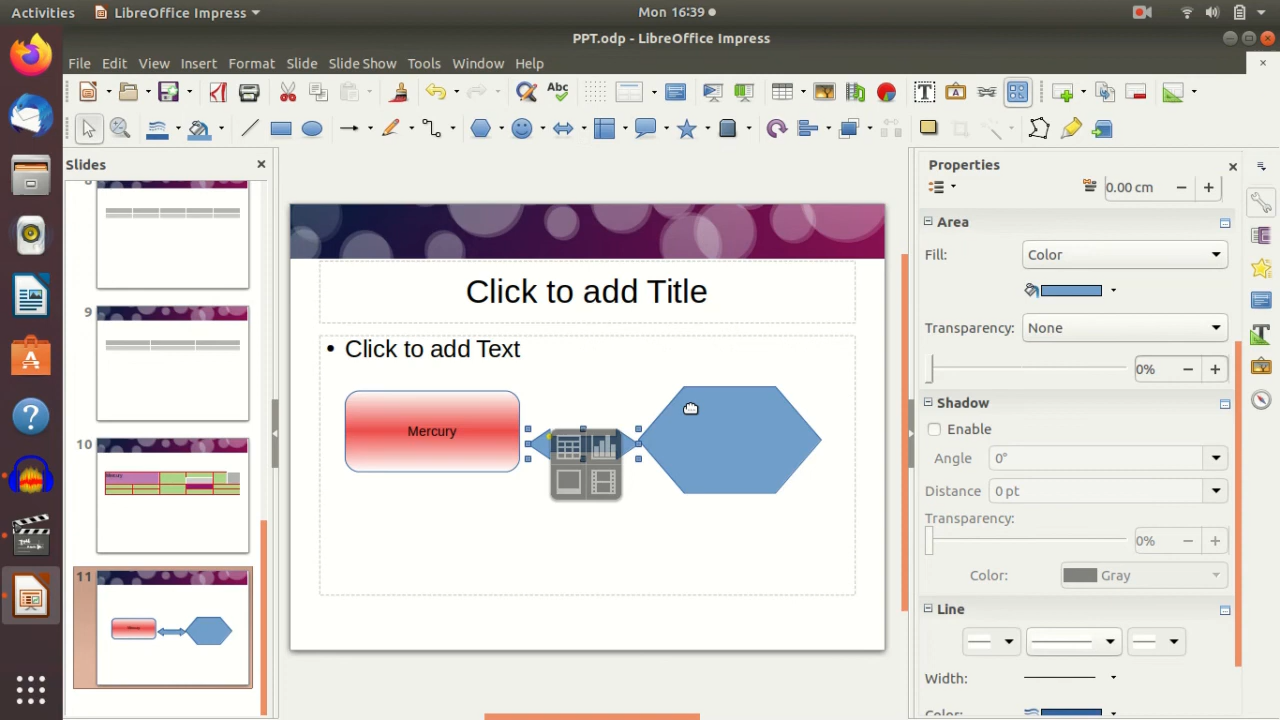 Activities LibreOffice Impress Mon 16:39
PPT.odp - LibreOffice Impress
File Edit View Insert Format Slide Slide Show Tools Window Help
Abc
Slides
Properties
0.00 cm
Area
Fill: Color
Transparency: None
0%
Shadow
Enable
Angle 0°
Distance 0 pt
Transparency:
0%
Color: Gray
Line
Width:
9
10
11
Click to add Title
• Click to add Text
Mercury